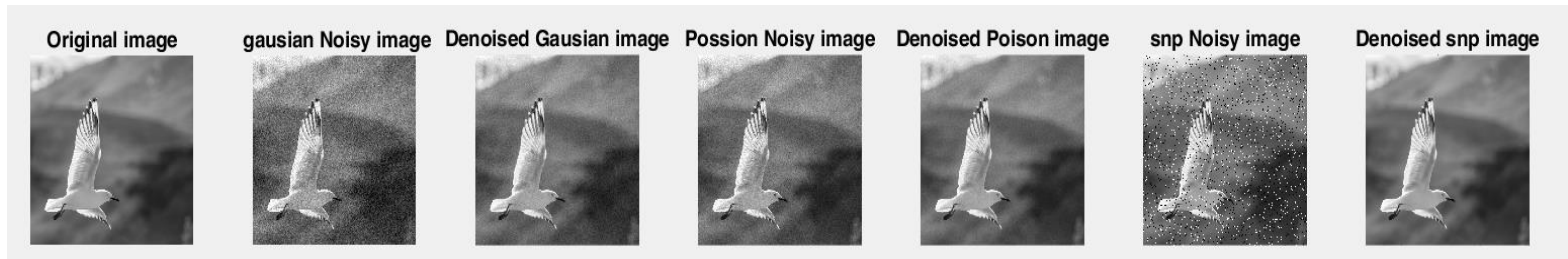 Original image
gausian Noisy image
Denoised Gausian image
Possion Noisy image
Denoised Poison image
snp Noisy image
Denoised snp image